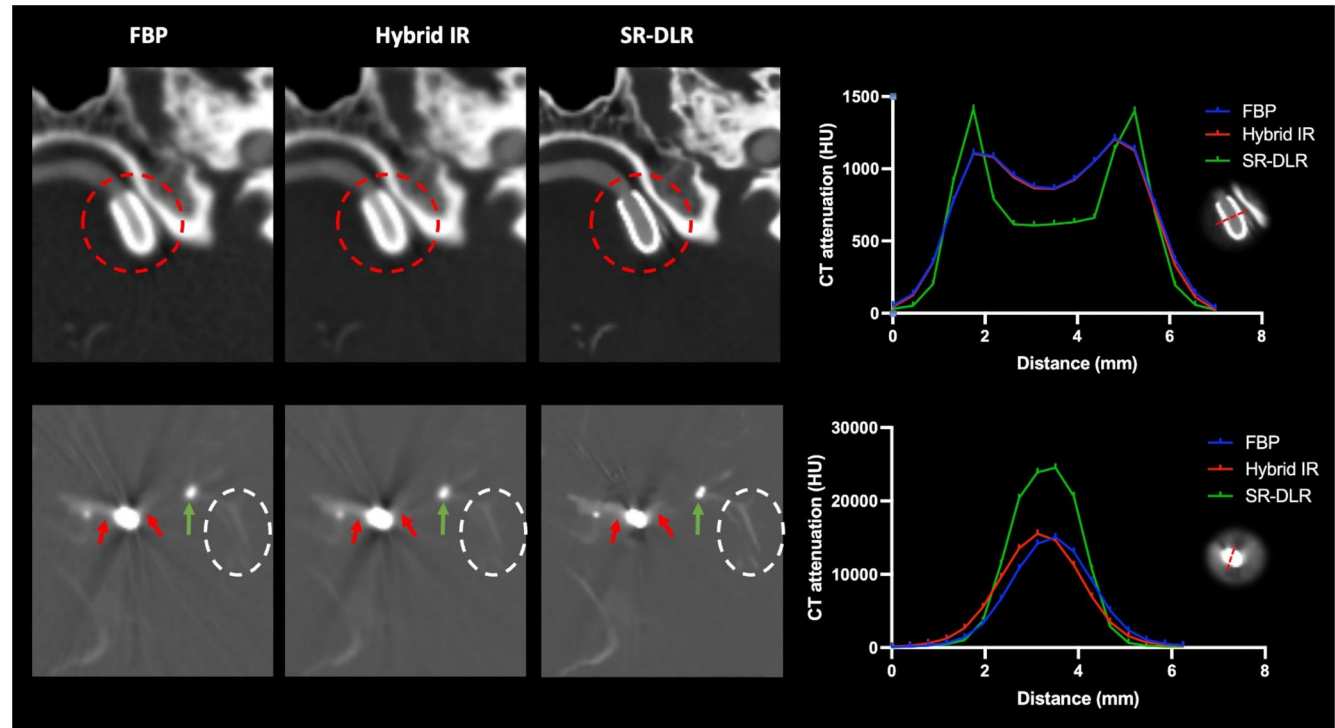 FBP
Hybrid IR
SR-DLR
1500
1000
500
0
CT attenuation (HU)
0 2 4 6 8
Distance (mm)
FBP
Hybrid IR
SR-DLR
30000
20000
10000
0
CT attenuation (HU)
0 2 4 6 8
Distance (mm)
FBP
Hybrid IR
SR-DLR